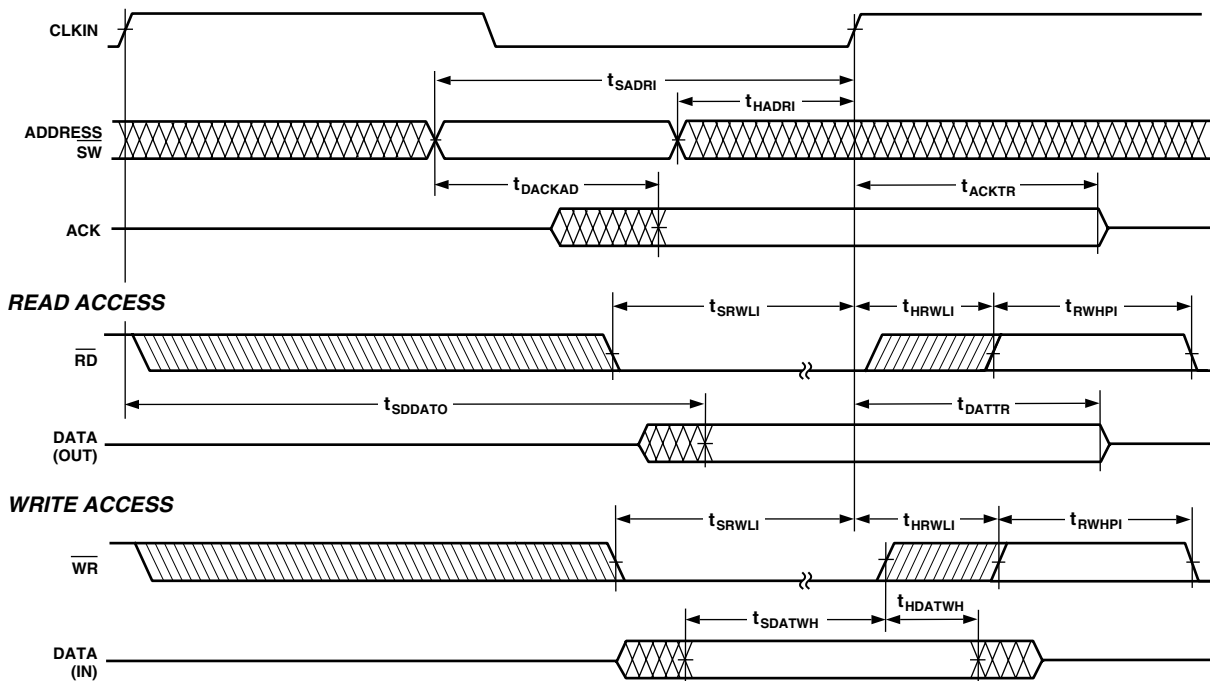 CLKIN
tSADRI
tHADRI
ADDRESS
SW
tDACKAD
tACKTR
ACK
READ ACCESS
tSRWLI
tHRWLI
tRWHPI
RD
tSDDATO
tDATTR
DATA
(OUT)
WRITE ACCESS
tSRWLI
tHRWLI
tRWHPI
WR
tSDATWH
tHDATWH
DATA
(IN)